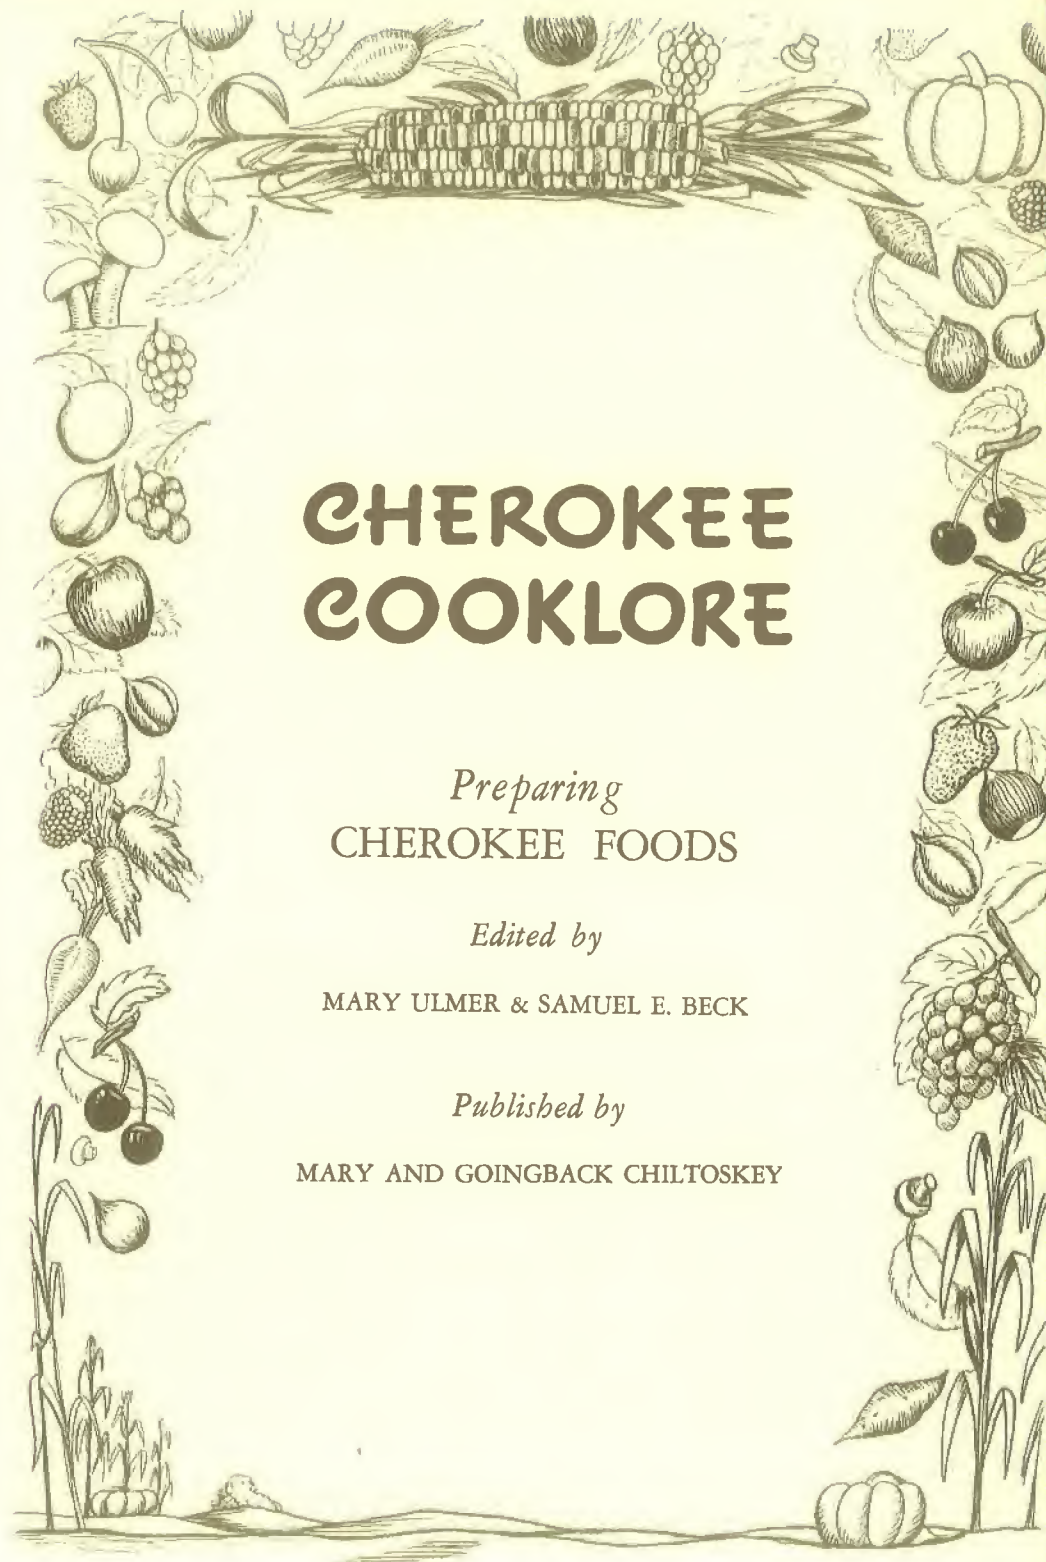 CHEROKEE
COOKLORE
Preparing
CHEROKEE FOODS
Edited by
MARY ULMER & SAMUEL E. BECK
Published by
MARY AND GOINGBACK CHILTOSKEY